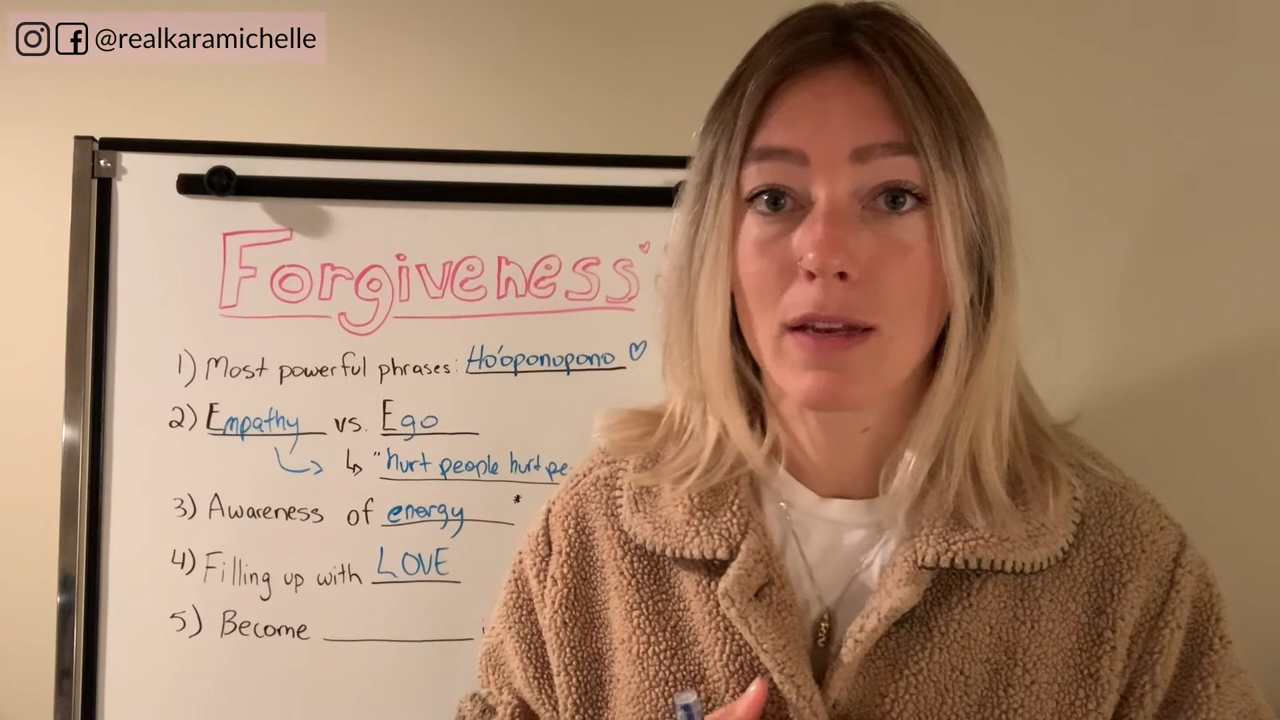 @realkaramichelle
Forgiveness
1) Most powerful phrases: Ho'oponopono ♡
2) Empathy vs. Ego
"hurt people hurt pe
3) Awareness of energy *
4) Filling up with LOVE
5) Become